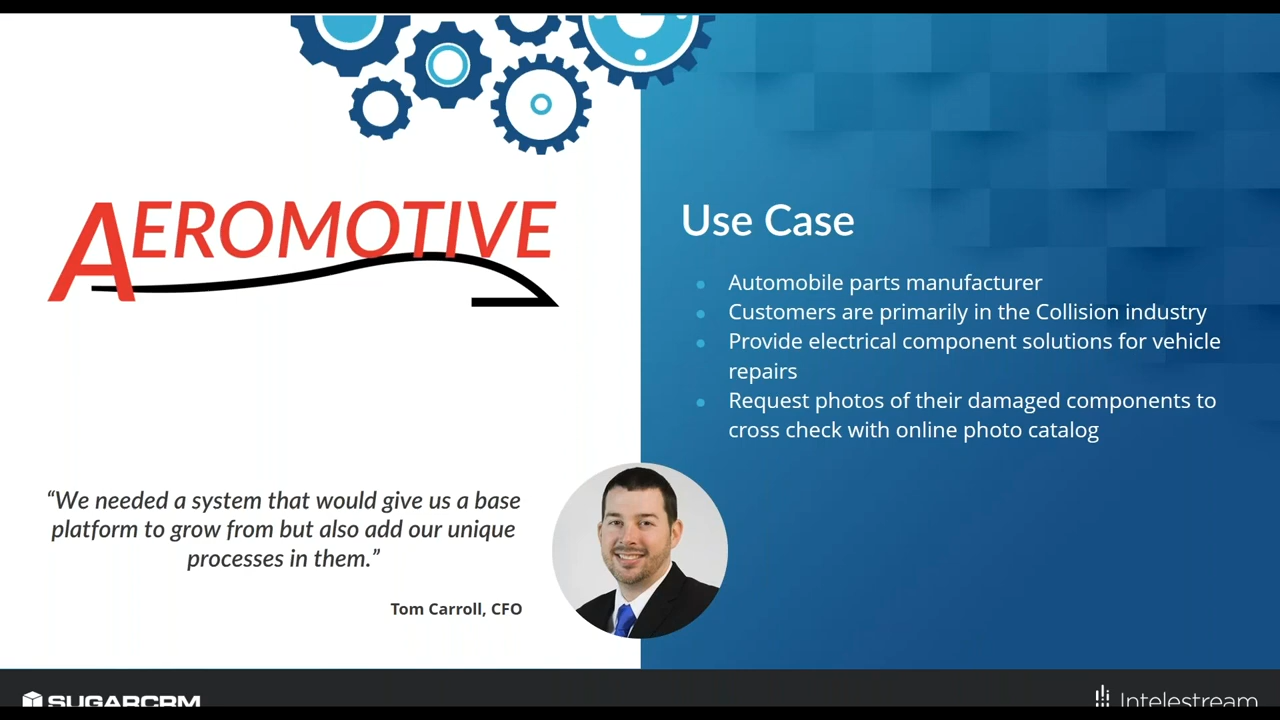 AEROMOTIVE
“We needed a system that would give us a base
platform to grow from but also add our unique
processes in them.”
Tom Carroll, CFO
Use Case
Automobile parts manufacturer
Customers are primarily in the Collision industry
Provide electrical component solutions for vehicle
repairs
Request photos of their damaged components to
cross check with online photo catalog
SUGARCRM
Intelestream